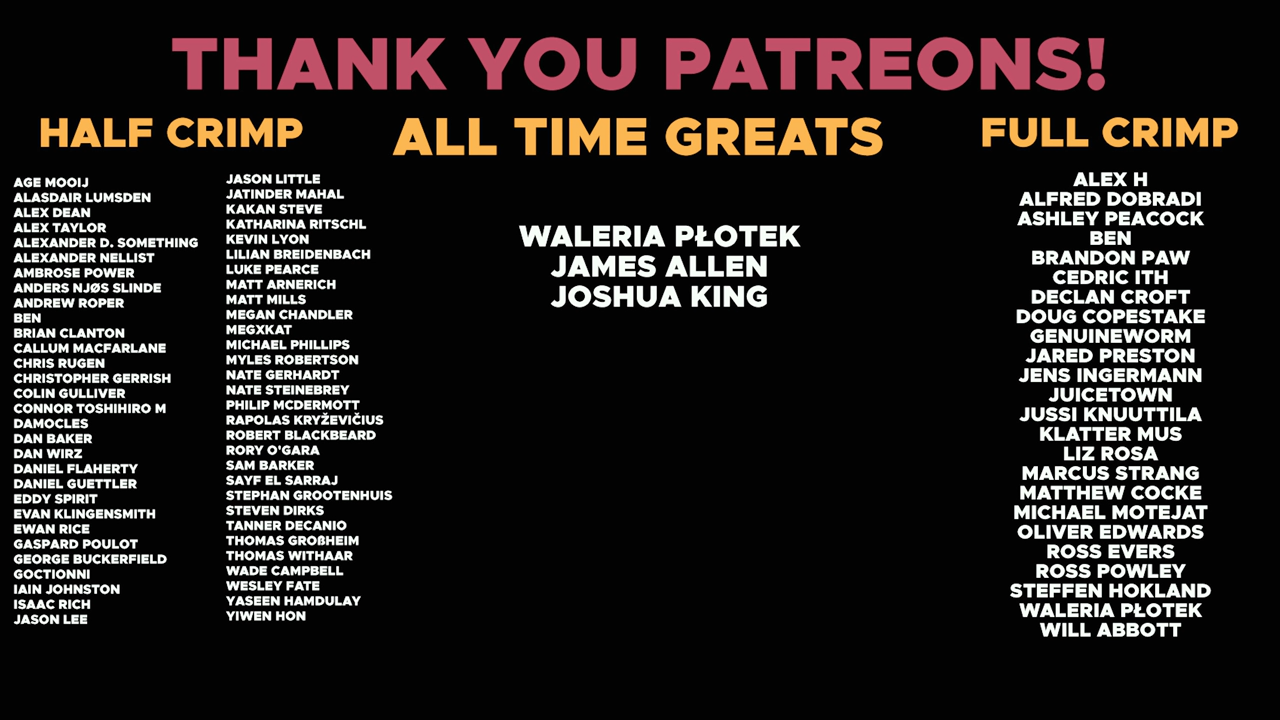 THANK YOU PATREONS!
HALF CRIMP
AGE MOOIJ
ALASDAIR LUMSDEN
ALEX DEAN
ALEX TAYLOR
ALEXANDER D. SOMETHING
ALEXANDER NELLIST
AMBROSE POWER
ANDERS NJØS SLINDE
ANDREW ROPER
BEN
BRIAN CLANTON
CALLUM MACFARLANE
CHRIS RUGEN
CHRISTOPHER GERRISH
COLIN GULLIVER
CONNOR TOSHIHIRO M
DAMOCLES
DAN BAKER
DAN WIRZ
DANIEL FLAHERTY
DANIEL GUETTLER
EDDY SPIRIT
EVAN KLINGENSMITH
EWAN RICE
GASPARD POULOT
GEORGE BUCKERFIELD
GOCTIONNI
IAIN JOHNSTON
ISAAC RICH
JASON LEE
JASON LITTLE
JATINDER MAHAL
KAKAN STEVE
KATHARINA RITSCHL
KEVIN LYON
LILIAN BREIDENBACH
LUKE PEARCE
MATT ARNERICH
MATT MILLS
MEGAN CHANDLER
MEGXKAT
MICHAEL PHILLIPS
MYLES ROBERTSON
NATE GERHARDT
NATE STEINEBREY
PHILIP MCDERMOTT
RAPOLAS KRYŽEVIČIUS
ROBERT BLACKBEARD
RORY O'GARA
SAM BARKER
SAYF EL SARRAJ
STEPHAN GROOTENHUIS
STEVEN DIRKS
TANNER DECANIO
THOMAS GROßHEIM
THOMAS WITHAAR
WADE CAMPBELL
WESLEY FATE
YASEEN HAMDULAY
YIWEN HON
ALL TIME GREATS
WALERIA PŁOTEK
JAMES ALLEN
JOSHUA KING
FULL CRIMP
ALEX H
ALFRED DOBRADI
ASHLEY PEACOCK
BEN
BRANDON PAW
CEDRIC ITH
DECLAN CROFT
DOUG COPESTAKE
GENUINEWORM
JARED PRESTON
JENS INGERMANN
JUICETOWN
JUSSI KNUUTTILA
KLATTER MUS
LIZ ROSA
MARCUS STRANG
MATTHEW COCKE
MICHAEL MOTEJAT
OLIVER EDWARDS
ROSS EVERS
ROSS POWLEY
STEFFEN HOKLAND
WALERIA PŁOTEK
WILL ABBOTT